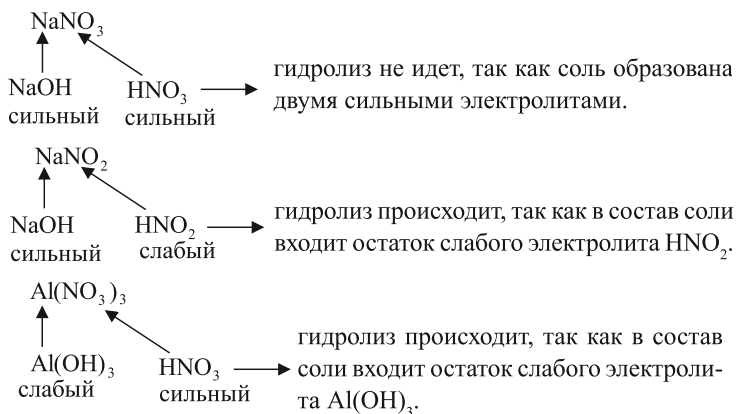 NaNO₃
NaOH HNO₃ гидролиз не идет, так как соль образована
сильный сильный двумя сильными электролитами.
NaNO₂
NaOH HNO₂ гидролиз происходит, так как в состав соли
сильный слабый входит остаток слабого электролита HNO₂.
Al(NO₃)₃
гидролиз происходит, так как в состав
Al(OH)₃ HNO₃ соли входит остаток слабого электроли-
слабый сильный та Al(OH)₃.